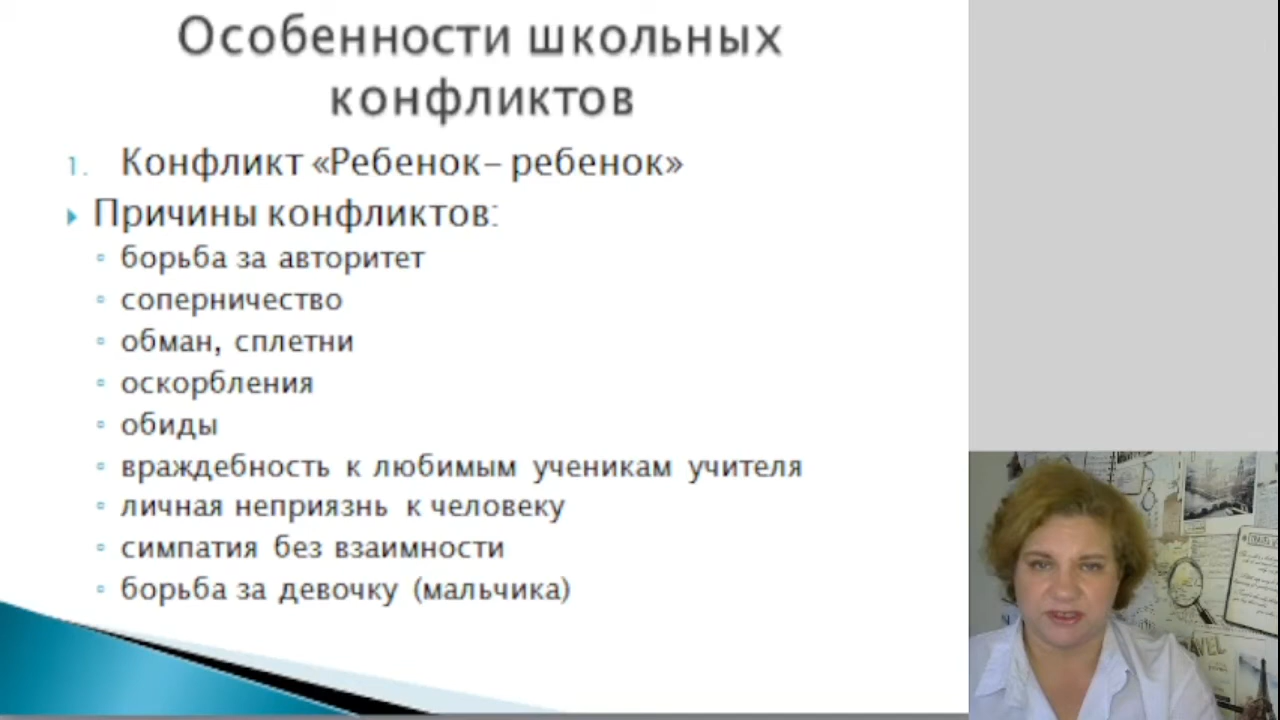 Особенности школьных
конфликтов
1. Конфликт «Ребенок– ребенок»
Причины конфликтов:
борьба за авторитет
соперничество
обман, сплетни
оскорбления
обиды
враждебность к любимым ученикам учителя
личная неприязнь к человеку
симпатия без взаимности
борьба за девочку (мальчика)